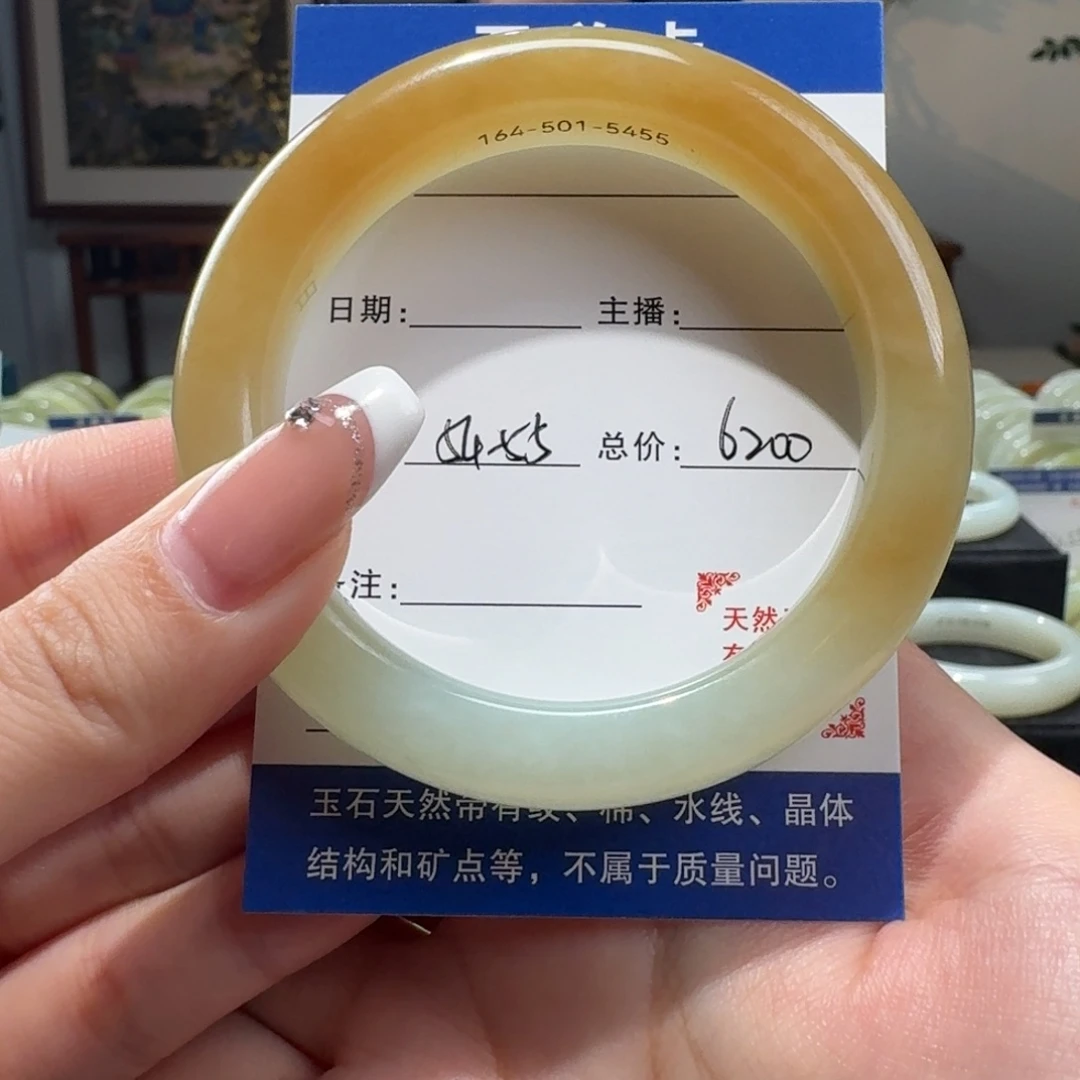 164-501-5455
日期： 主播：
54x5 总价： 6200
注：
天然
玉石天然带有纹、棉、水线、晶体
结构和矿点等，不属于质量问题。